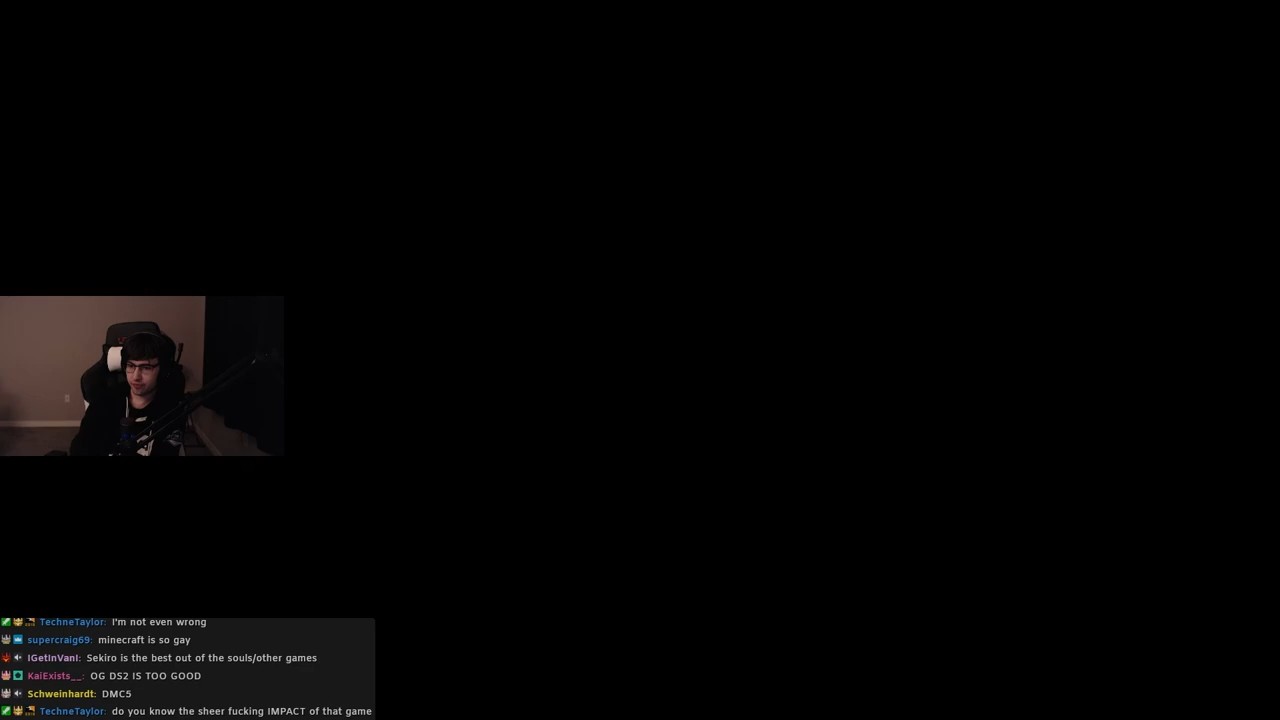 TechneTaylor: I'm not even wrong
supercraig69: minecraft is so gay
IGetInVanI: Sekiro is the best out of the souls/other games
KaiExists__: OG DS2 IS TOO GOOD
Schweinhardt: DMC5
TechneTaylor: do you know the sheer fucking IMPACT of that game